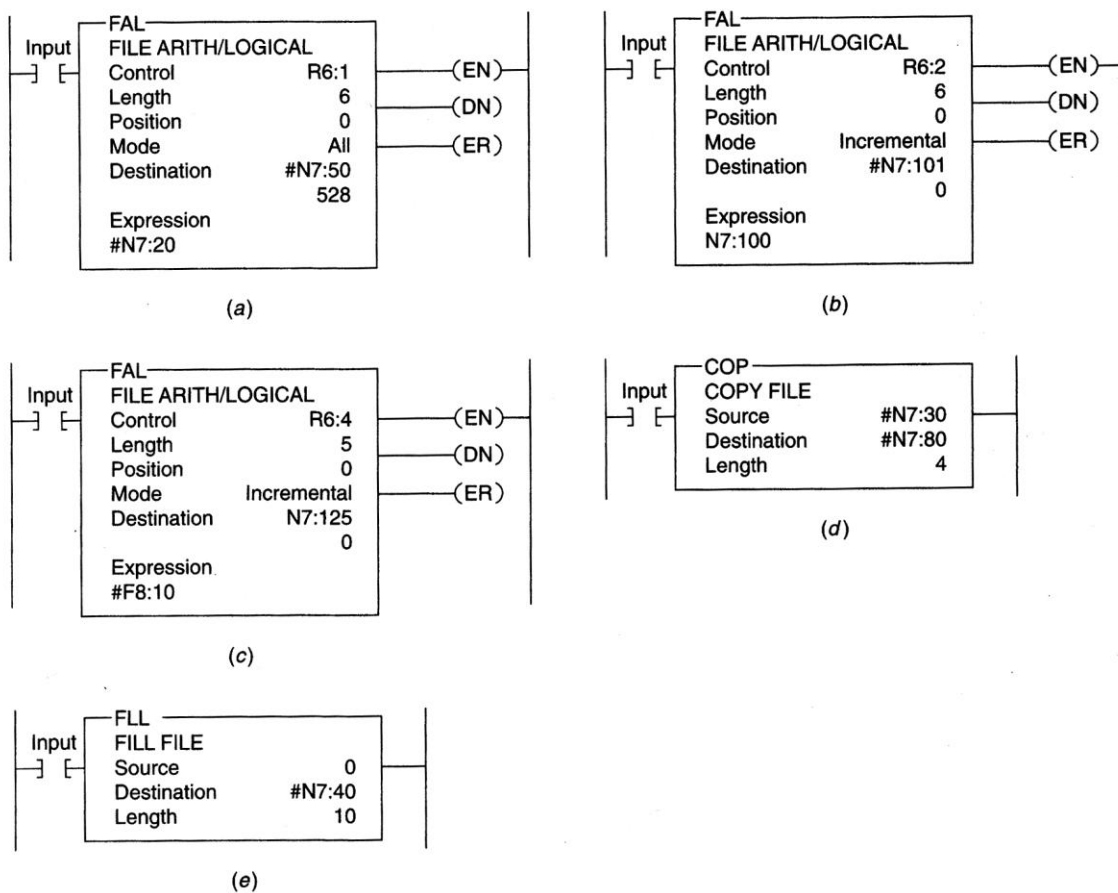 FAL
Input
FILE ARITH/LOGICAL
Control R6:1 (EN)
Length 6 (DN)
Position 0
Mode All (ER)
Destination #N7:50
528
Expression
#N7:20
(a)
FAL
Input
FILE ARITH/LOGICAL
Control R6:2 (EN)
Length 6 (DN)
Position 0
Mode Incremental (ER)
Destination #N7:101
0
Expression
N7:100
(b)
FAL
Input
FILE ARITH/LOGICAL
Control R6:4 (EN)
Length 5 (DN)
Position 0
Mode Incremental (ER)
Destination N7:125
0
Expression
#F8:10
(c)
COP
Input
COPY FILE
Source #N7:30
Destination #N7:80
Length 4
(d)
FLL
Input
FILL FILE
Source 0
Destination #N7:40
Length 10
(e)